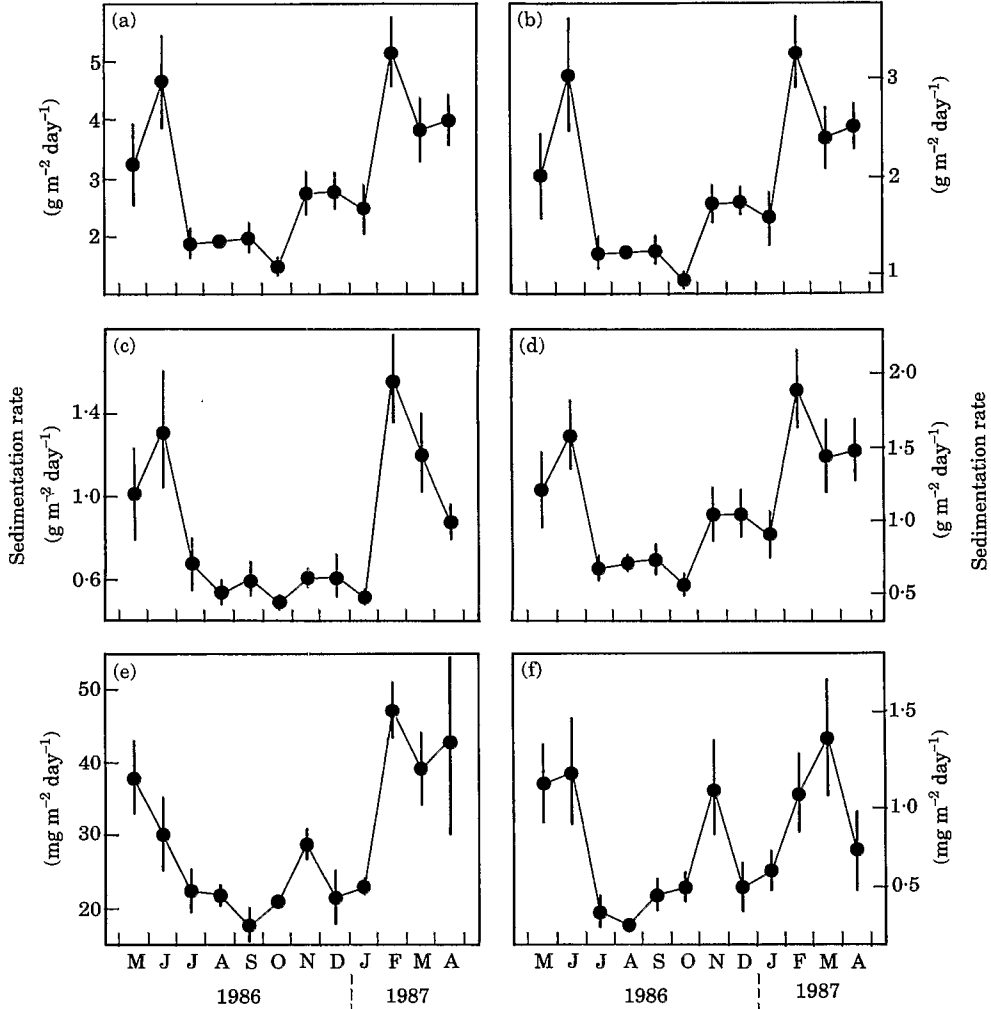 (a)
(b)
5
4
3
2
(g m⁻² day⁻¹)
3
2
1
(g m⁻² day⁻¹)
(c)
(d)
1·4
1·0
0·6
Sedimentation rate
(g m⁻² day⁻¹)
2·0
1·5
1·0
0·5
(g m⁻² day⁻¹)
Sedimentation rate
(e)
(f)
50
40
30
20
(mg m⁻² day⁻¹)
1·5
1·0
0·5
(mg m⁻² day⁻¹)
M J J A S O N D J F M A
1986 1987
M J J A S O N D J F M A
1986 1987